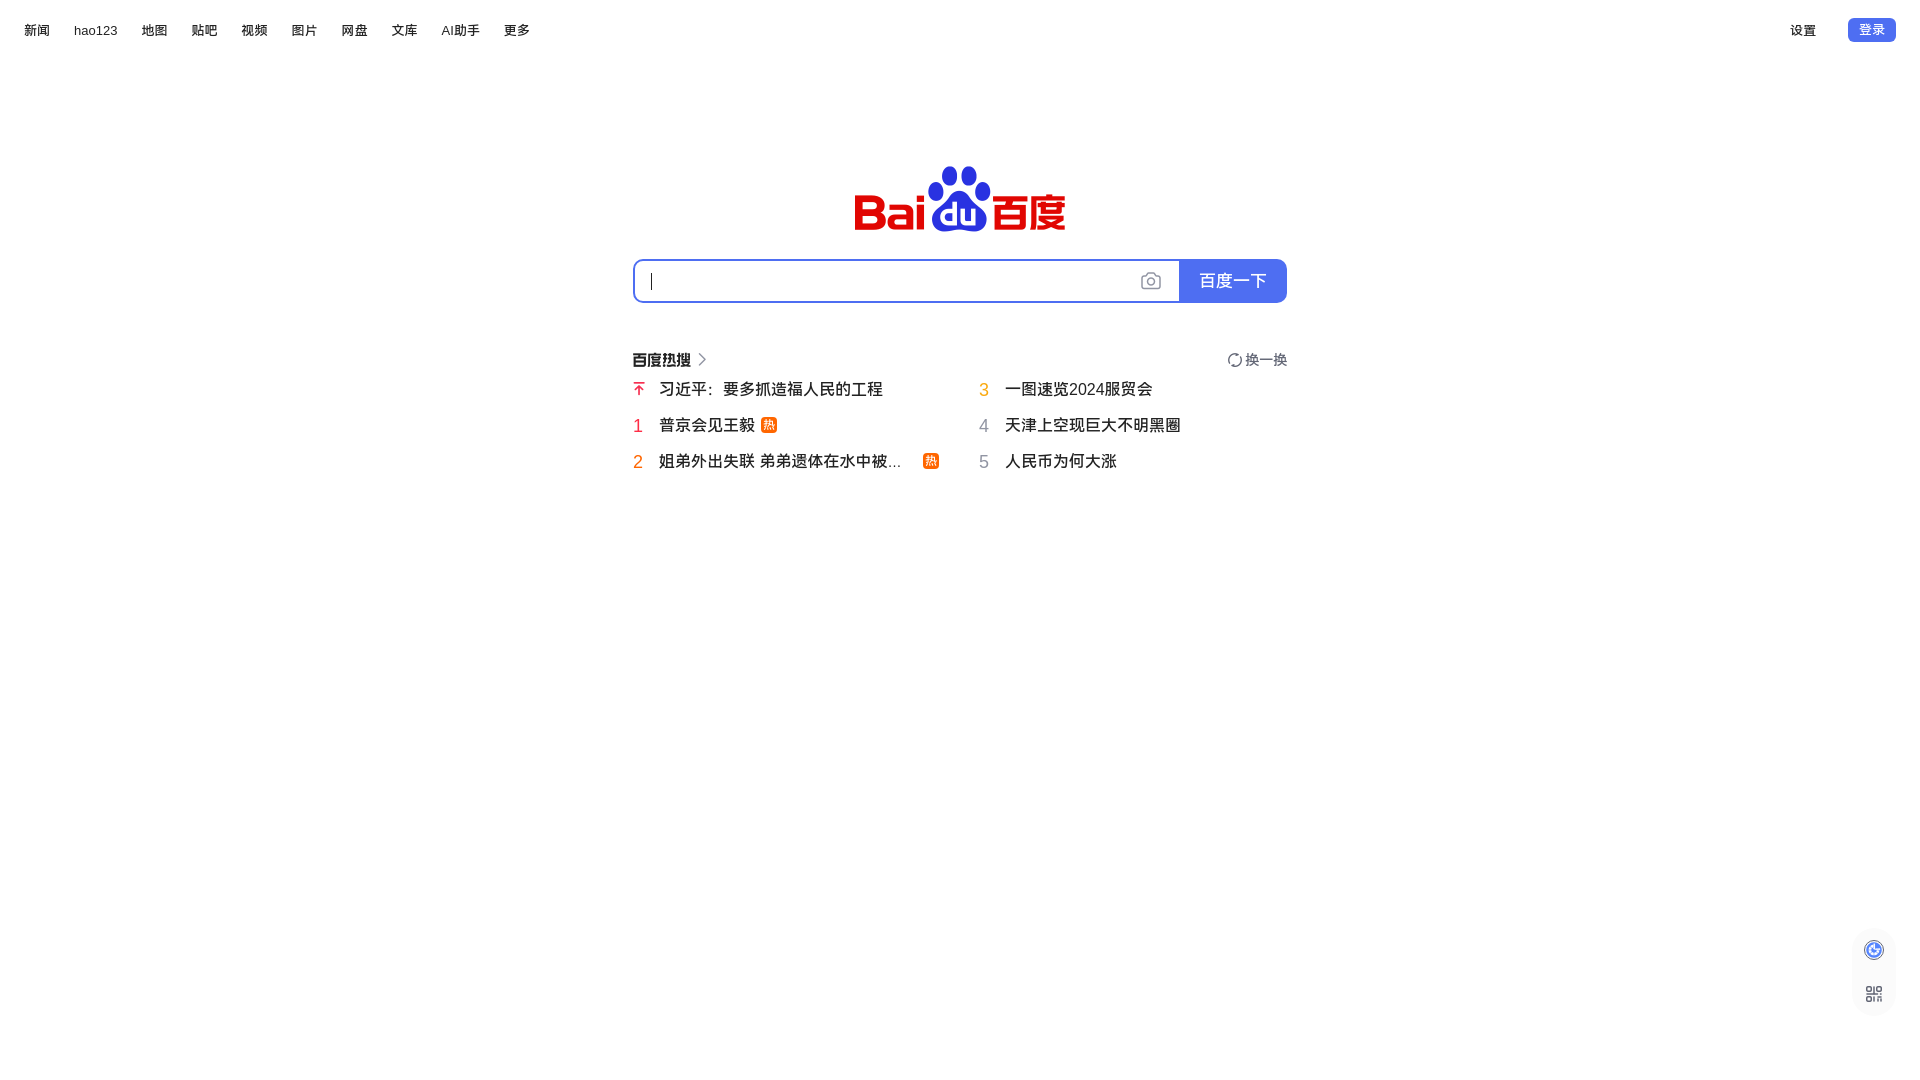 新闻 hao123 地图 贴吧 视频 图片 网盘 文库 AI助手 更多 设置 登录
Bai du 百度
百度一下
百度热搜 换一换
习近平：要多抓造福人民的工程
1 普京会见王毅 热
2 姐弟外出失联 弟弟遗体在水中被... 热
3 一图速览2024服贸会
4 天津上空现巨大不明黑圈
5 人民币为何大涨